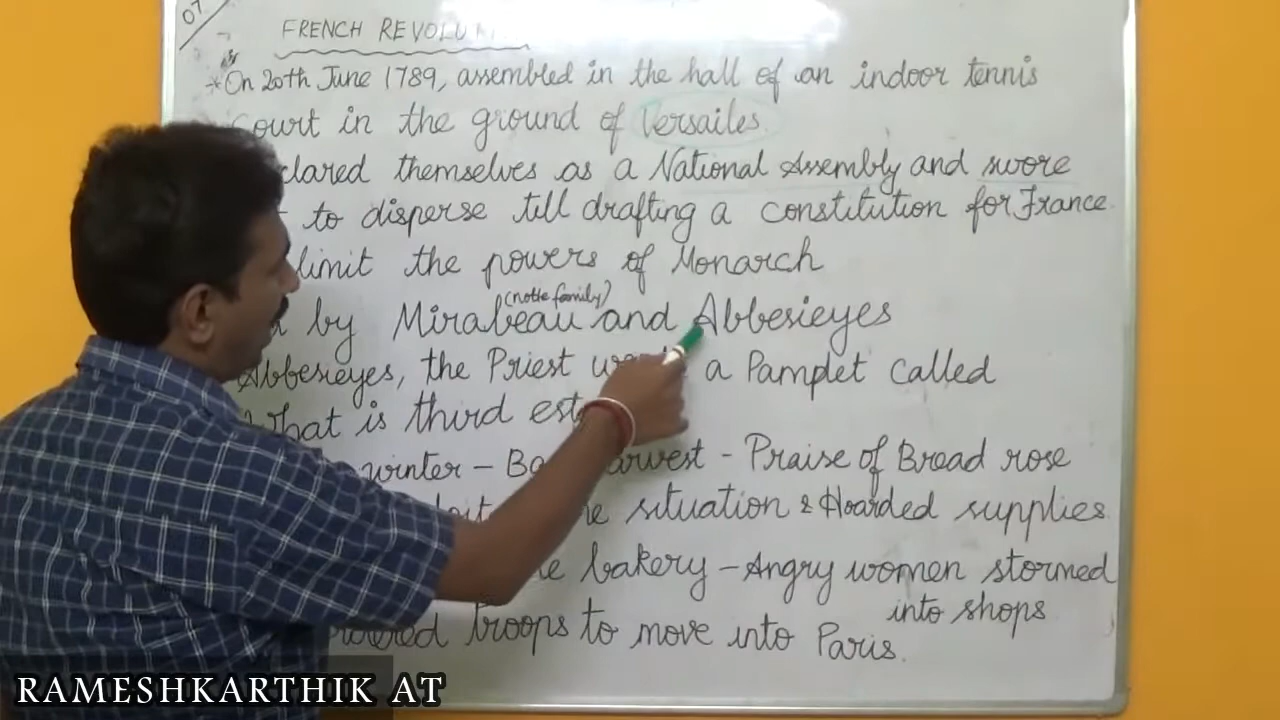 07
FRENCH REVOLU
* On 20th June 1789, assembled in the hall of an indoor tennis
Court in the ground of Versailes.
clared themselves as a National Assembly and swore
to disperse till drafting a constitution for France.
limit the powers of Monarch
(noble family)
by Mirabeau and Abbesieyes
Abbesieyes, the Priest a Pamplet called
What is third est
winter - Ba arvest - Praise of Bread rose
situation & Hoarded supplies.
bakery - Angry women stormed
into shops
troops to move into Paris.
RAMESHKARTHIK AT